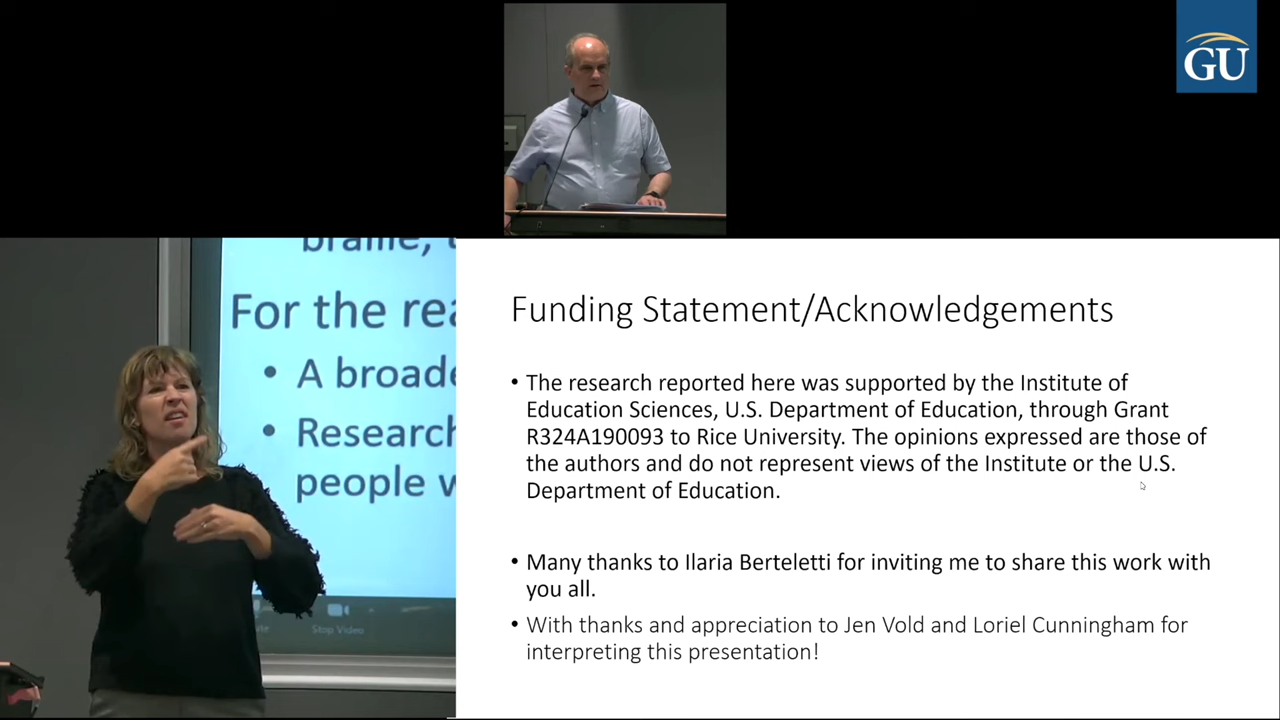 GU
braille,
For the rea
• A broade
• Research
people w
Stop Video
Funding Statement/Acknowledgements
• The research reported here was supported by the Institute of
Education Sciences, U.S. Department of Education, through Grant
R324A190093 to Rice University. The opinions expressed are those of
the authors and do not represent views of the Institute or the U.S.
Department of Education.
• Many thanks to Ilaria Berteletti for inviting me to share this work with
you all.
• With thanks and appreciation to Jen Vold and Loriel Cunningham for
interpreting this presentation!